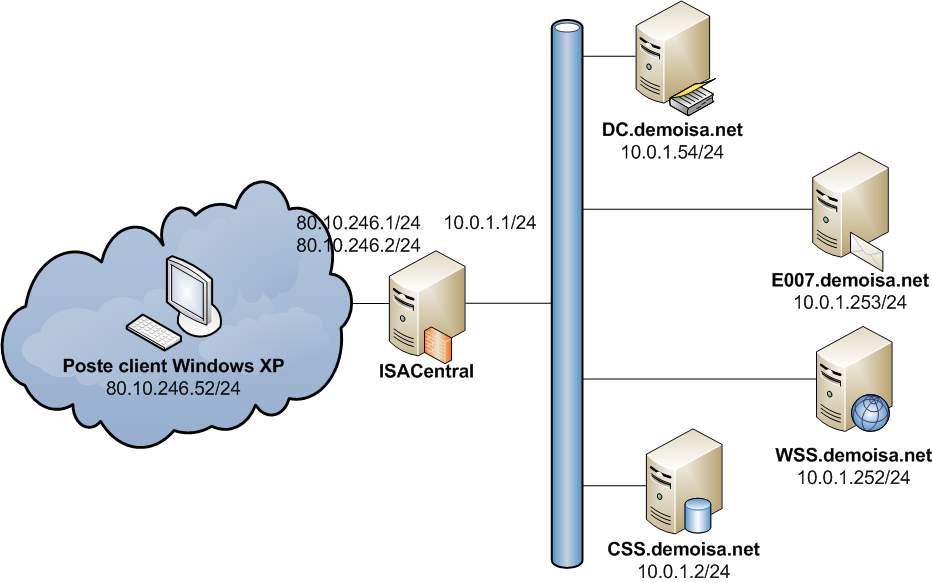 DC.demoisa.net
10.0.1.54/24
80.10.246.1/24 10.0.1.1/24
80.10.246.2/24
E007.demoisa.net
10.0.1.253/24
Poste client Windows XP
80.10.246.52/24
ISACentral
WSS.demoisa.net
10.0.1.252/24
CSS.demoisa.net
10.0.1.2/24